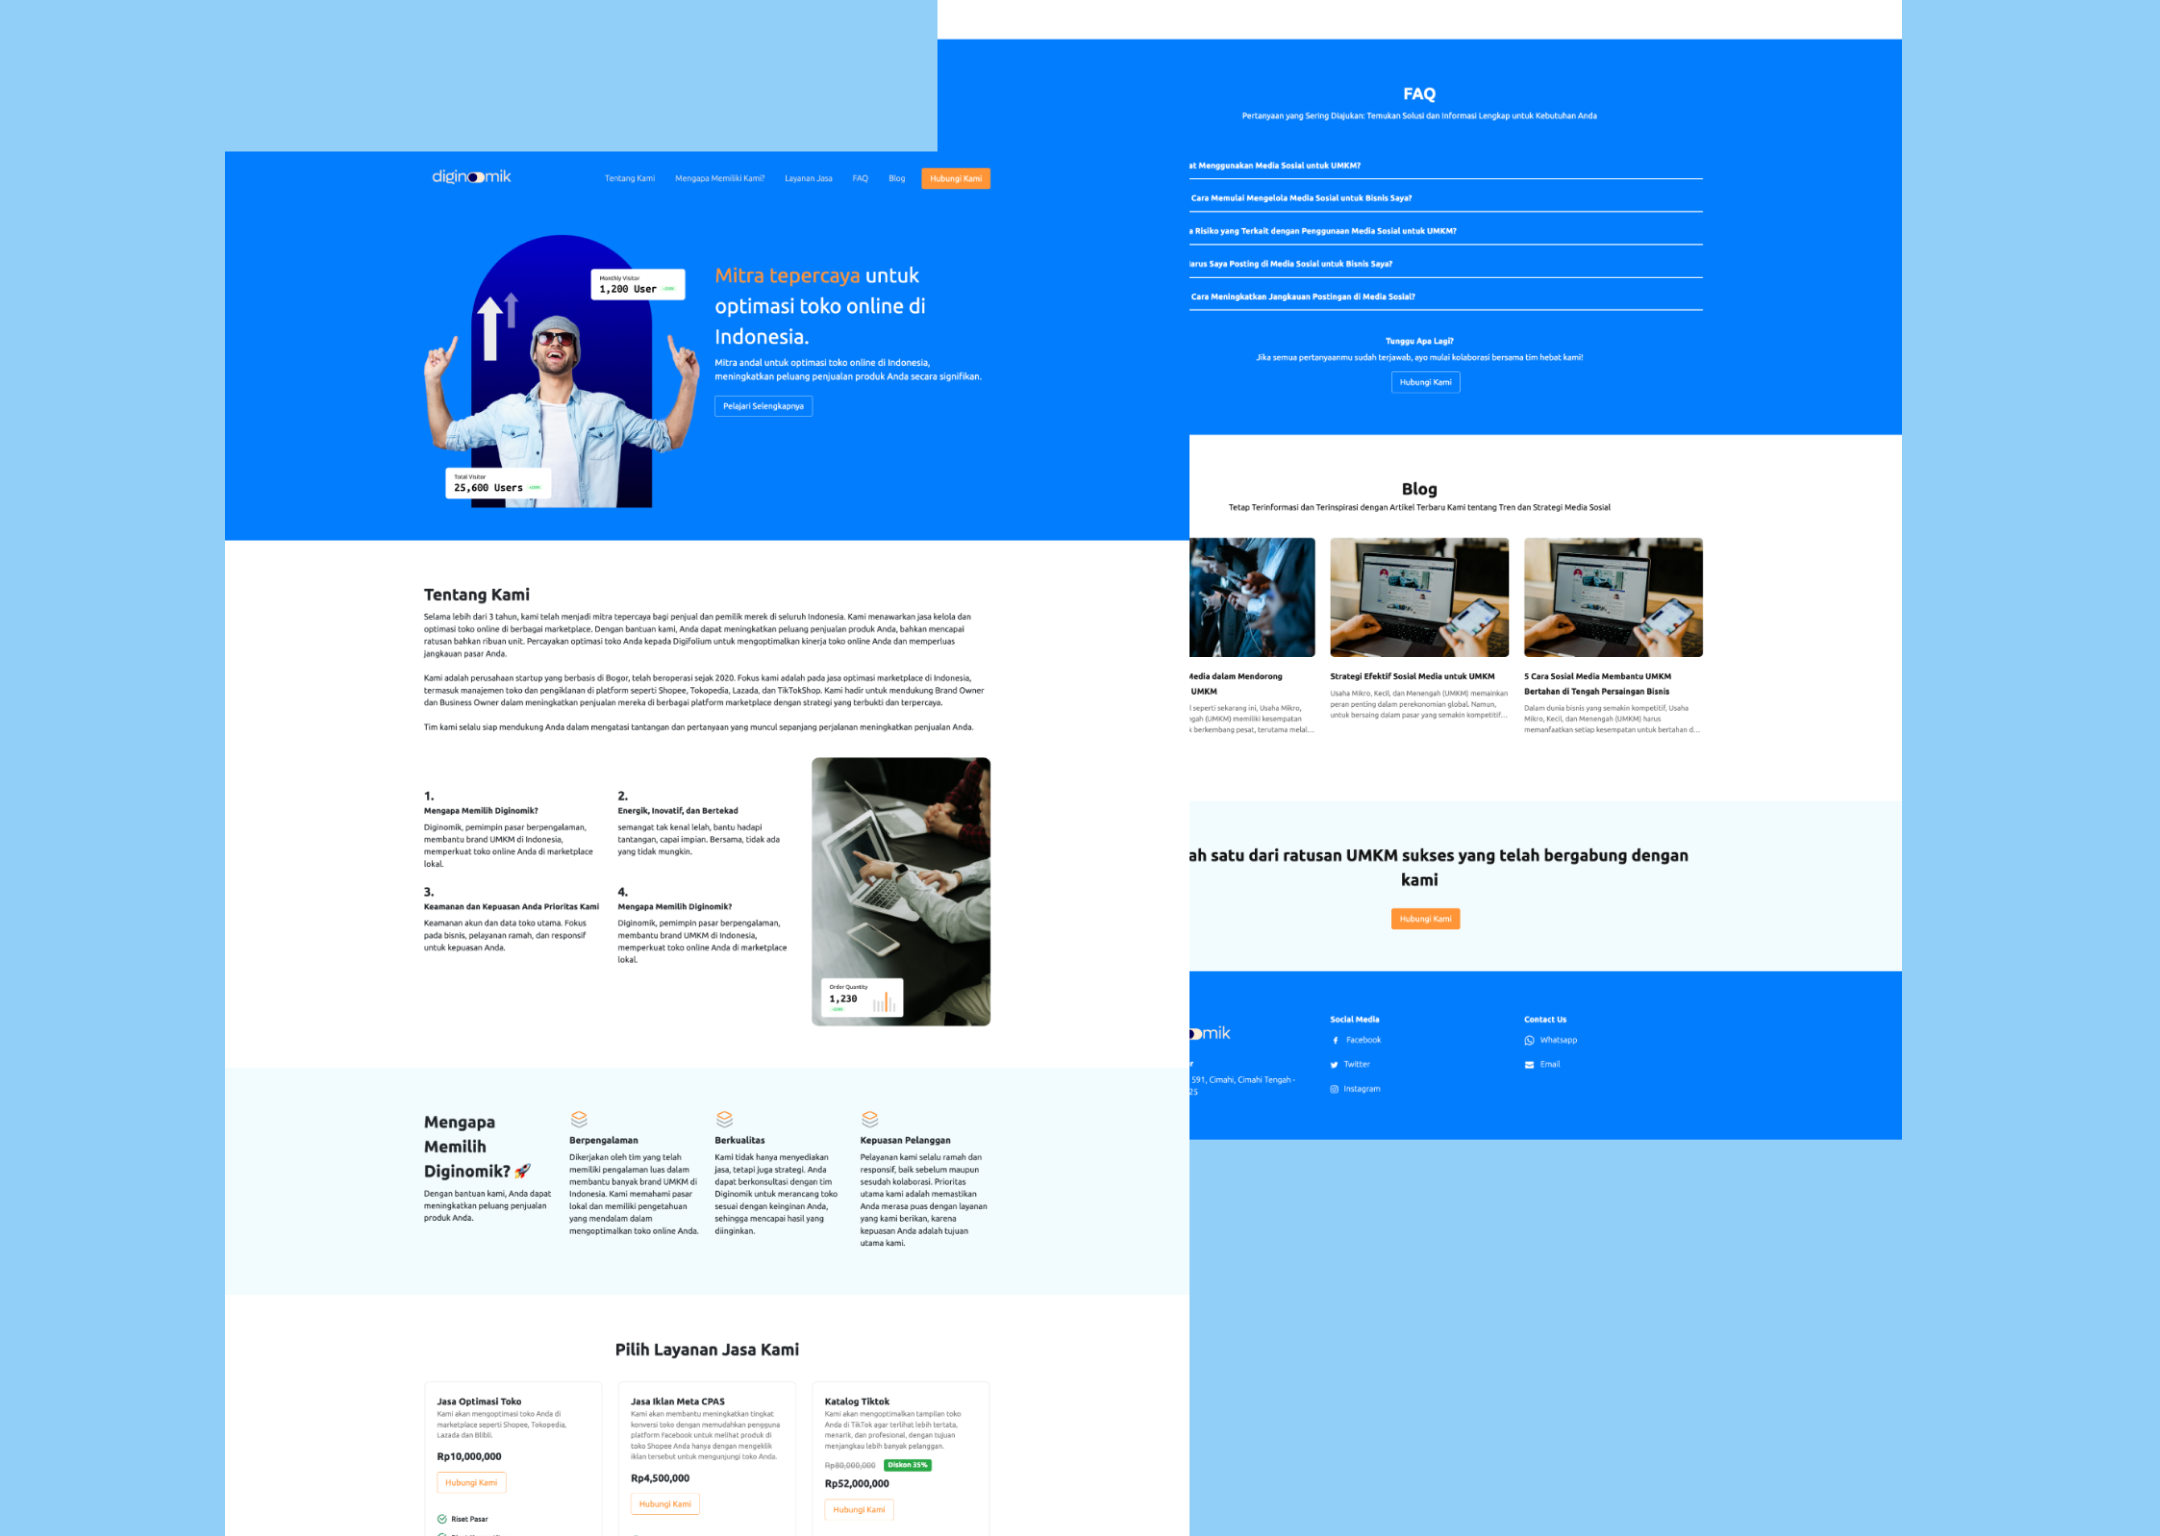 diginomik
Tentang Kami
Mengapa Memiliki Kami?
Layanan Jasa
FAQ
Blog
Hubungi Kami
Monthly Visitor
1,200 User
Mitra tepercaya untuk
optimasi toko online di
Indonesia.
Mitra andal untuk optimasi toko online di Indonesia,
meningkatkan peluang penjualan produk Anda secara signifikan.
Pelajari Selengkapnya
Total Visitor
25,600 Users
Tentang Kami
Selama lebih dari 3 tahun, kami telah menjadi mitra tepercaya bagi penjual dan pemilik merek di seluruh Indonesia. Kami menawarkan jasa kelola dan
optimasi toko online di berbagai marketplace. Dengan bantuan kami, Anda dapat meningkatkan peluang penjualan produk Anda, bahkan mencapai
ratusan bahkan ribuan unit. Percayakan optimasi toko Anda kepada Digifolium untuk mengoptimalkan kinerja toko online Anda dan memperluas
jangkauan pasar Anda.
Kami adalah perusahaan startup yang berbasis di Bogor, telah beroperasi sejak 2020. Fokus kami adalah pada jasa optimasi marketplace di Indonesia,
termasuk manajemen toko dan pengiklanan di platform seperti Shopee, Tokopedia, Lazada, dan TikTokShop. Kami hadir untuk mendukung Brand Owner
dan Business Owner dalam meningkatkan penjualan mereka di berbagai platform marketplace dengan strategi yang terbukti dan terpercaya.
Tim kami selalu siap mendukung Anda dalam mengatasi tantangan dan pertanyaan yang muncul sepanjang perjalanan meningkatkan penjualan Anda.
1.
Mengapa Memilih Diginomik?
Diginomik, pemimpin pasar berpengalaman,
membantu brand UMKM di Indonesia,
memperkuat toko online Anda di marketplace
lokal.
2.
Energik, Inovatif, dan Bertekad
semangat tak kenal lelah, bantu hadapi
tantangan, capai impian. Bersama, tidak ada
yang tidak mungkin.
3.
Keamanan dan Kepuasan Anda Prioritas Kami
Keamanan akun dan data toko utama. Fokus
pada bisnis, pelayanan ramah, dan responsif
untuk kepuasan Anda.
4.
Mengapa Memilih Diginomik?
Diginomik, pemimpin pasar berpengalaman,
membantu brand UMKM di Indonesia,
memperkuat toko online Anda di marketplace
lokal.
Order Quantity
1,230
Mengapa
Memilih
Diginomik? 🚀
Dengan bantuan kami, Anda dapat
meningkatkan peluang penjualan
produk Anda.
Berpengalaman
Dikerjakan oleh tim yang telah
memiliki pengalaman luas dalam
membantu banyak brand UMKM di
Indonesia. Kami memahami pasar
lokal dan memiliki pengetahuan
yang mendalam dalam
mengoptimalkan toko online Anda.
Berkualitas
Kami tidak hanya menyediakan
jasa, tetapi juga strategi. Anda
dapat berkonsultasi dengan tim
Diginomik untuk merancang toko
sesuai dengan keinginan Anda,
sehingga mencapai hasil yang
diinginkan.
Kepuasan Pelanggan
Pelayanan kami selalu ramah dan
responsif, baik sebelum maupun
sesudah kolaborasi. Prioritas
utama kami adalah memastikan
Anda merasa puas dengan layanan
yang kami berikan, karena
kepuasan Anda adalah tujuan
utama kami.
Pilih Layanan Jasa Kami
Jasa Optimasi Toko
Kami akan mengoptimasi toko Anda di
marketplace seperti Shopee, Tokopedia,
Lazada dan Blibli.
Rp10,000,000
Hubungi Kami
Riset Pasar
Jasa Iklan Meta CPAS
Kami akan membantu meningkatkan tingkat
konversi toko dengan memudahkan pengguna
platform Facebook untuk melihat produk di
toko Shopee Anda hanya dengan mengeklik
iklan tersebut untuk mengunjungi toko Anda.
Rp4,500,000
Hubungi Kami
Katalog Tiktok
Kami akan mengoptimalkan tampilan toko
Anda di TikTok agar terlihat lebih tertata,
menarik, dan profesional, dengan tujuan
menjangkau lebih banyak pelanggan.
Rp80,000,000 Diskon 35%
Rp52,000,000
Hubungi Kami
FAQ
Pertanyaan yang Sering Diajukan: Temukan Solusi dan Informasi Lengkap untuk Kebutuhan Anda
at Menggunakan Media Sosial untuk UMKM?
Cara Memulai Mengelola Media Sosial untuk Bisnis Saya?
a Risiko yang Terkait dengan Penggunaan Media Sosial untuk UMKM?
arus Saya Posting di Media Sosial untuk Bisnis Saya?
Cara Meningkatkan Jangkauan Postingan di Media Sosial?
Tunggu Apa Lagi?
Jika semua pertanyaanmu sudah terjawab, ayo mulai kolaborasi bersama tim hebat kami!
Hubungi Kami
Blog
Tetap Terinformasi dan Terinspirasi dengan Artikel Terbaru Kami tentang Tren dan Strategi Media Sosial
Media dalam Mendorong
UMKM
l seperti sekarang ini, Usaha Mikro,
ngah (UMKM) memiliki kesempatan
k berkembang pesat, terutama melal...
Strategi Efektif Sosial Media untuk UMKM
Usaha Mikro, Kecil, dan Menengah (UMKM) memainkan
peran penting dalam perekonomian global. Namun,
untuk bersaing dalam pasar yang semakin kompetitif...
5 Cara Sosial Media Membantu UMKM
Bertahan di Tengah Persaingan Bisnis
Dalam dunia bisnis yang semakin kompetitif, Usaha
Mikro, Kecil, dan Menengah (UMKM) harus
memanfaatkan setiap kesempatan untuk bertahan d...
ah satu dari ratusan UMKM sukses yang telah bergabung dengan
kami
Hubungi Kami
omik
r
591, Cimahi, Cimahi Tengah -
25
Social Media
Facebook
Twitter
Instagram
Contact Us
Whatsapp
Email